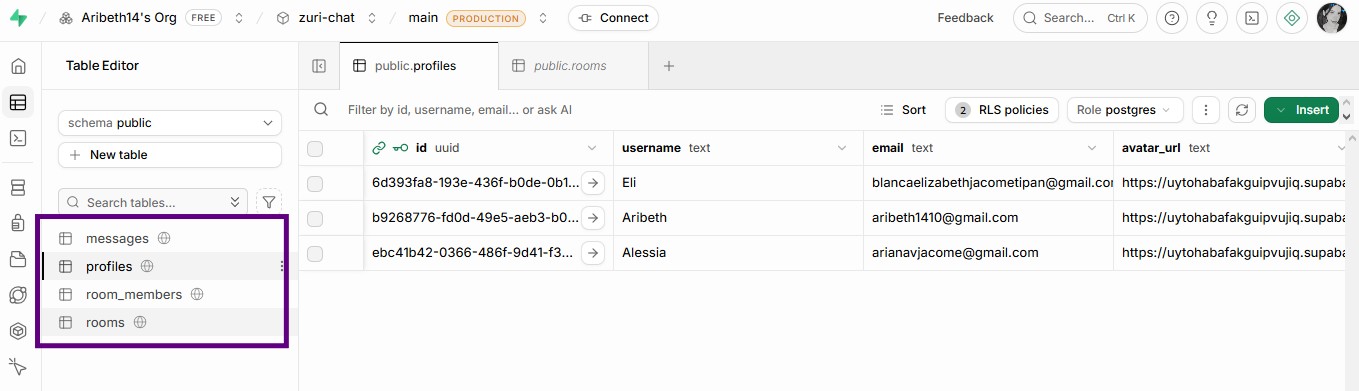 Aribeth14's Org FREE / zuri-chat / main PRODUCTION / Connect Feedback Search... Ctrl K
Table Editor
public.profiles public.rooms
schema public
Filter by id, username, email... or ask AI Sort 2 RLS policies Role postgres Insert
New table
id uuid username text email text avatar_url text
Search tables...
6d393fa8-193e-436f-b0de-0b1... Eli blancaelizabethjacometipan@gmail.cor https://uytohabafakguipvujiq.supaba
b9268776-fd0d-49e5-aeb3-b0... Aribeth aribeth1410@gmail.com https://uytohabafakguipvujiq.supaba
ebc41b42-0366-486f-9d41-f3... Alessia arianavjacome@gmail.com https://uytohabafakguipvujiq.supaba
messages
profiles
room_members
rooms